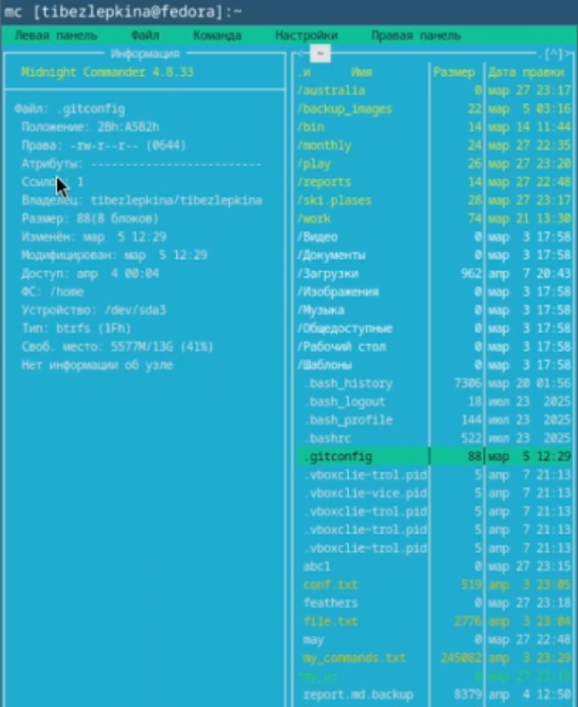 mc [tibezlepkina@fedora]:~
Левая панель Файл Команда Настройки Правая панель
Информация
Midnight Commander 4.8.33
Файл: .gitconfig
Положение: 2Bh:A5B2h
Права: -rw-r--r-- (0644)
Атрибуты: -------------------------
Ссыло 1
Владелец: tibezlepkina/tibezlepkina
Размер: 88(8 блоков)
Изменён: мар 5 12:29
Модифицирован: мар 5 12:29
Доступ: апр 4 00:04
ФС: /home
Устройство: /dev/sda3
Тип: btrfs (1Fh)
Своб. место: 5577M/13G (41%)
Нет информации об узле
<─ ~ .[^]>
.и Имя Размер Дата правки
/australia 0 мар 27 23:17
/backup_images 22 мар 5 03:16
/bin 14 мар 14 11:44
/monthly 24 мар 27 22:35
/play 26 мар 27 23:20
/reports 14 мар 27 22:48
/ski.plases 28 мар 27 23:17
/work 74 мар 21 13:30
/Видео 0 мар 3 17:58
/Документы 0 мар 3 17:58
/Загрузки 962 апр 7 20:43
/Изображения 0 мар 3 17:58
/Музыка 0 мар 3 17:58
/Общедоступные 0 мар 3 17:58
/Рабочий стол 0 мар 3 17:58
/Шаблоны 0 мар 3 17:58
.bash_history 7306 мар 20 01:56
.bash_logout 18 июл 23 2025
.bash_profile 144 июл 23 2025
.bashrc 522 июл 23 2025
.gitconfig 88 мар 5 12:29
.vboxclie~trol.pid 5 апр 7 21:13
.vboxclie~vice.pid 5 апр 7 21:13
.vboxclie~trol.pid 5 апр 7 21:13
.vboxclie~trol.pid 5 апр 7 21:13
.vboxclie~trol.pid 5 апр 7 21:13
abc1 0 мар 27 23:15
conf.txt 519 апр 3 23:05
feathers 0 мар 27 23:18
file.txt 2776 апр 3 23:04
may 0 мар 27 22:48
my_commands.txt 245082 апр 3 23:29
*my_os 0 мар 27 23:18
report.md.backup 8379 апр 4 12:50